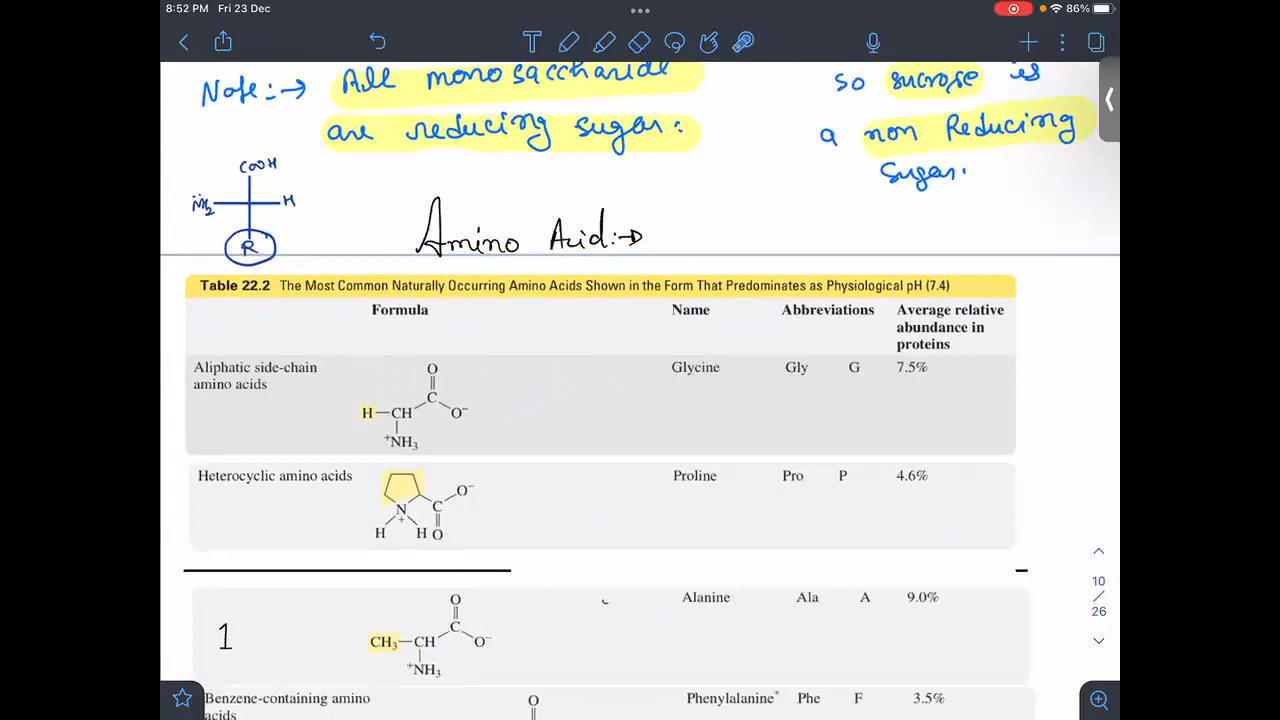 8:52 PM Fri 23 Dec
86%
Note:→ All monosaccharide
are reducing sugar:
so sucrose is
a non Reducing
sugar.
COOH
N̈H2 H
R
Amino Acid:→
Table 22.2 The Most Common Naturally Occurring Amino Acids Shown in the Form That Predominates as Physiological pH (7.4)
Formula Name Abbreviations Average relative
abundance in
proteins
Aliphatic side-chain
amino acids
O
C
H—CH O−
+NH3
Glycine Gly G 7.5%
Heterocyclic amino acids
O−
N+ C
H H O
Proline Pro P 4.6%
1
O
C
CH3—CH O−
+NH3
Alanine Ala A 9.0%
Benzene-containing amino
acids
O
Phenylalanine* Phe F 3.5%
10
/
26